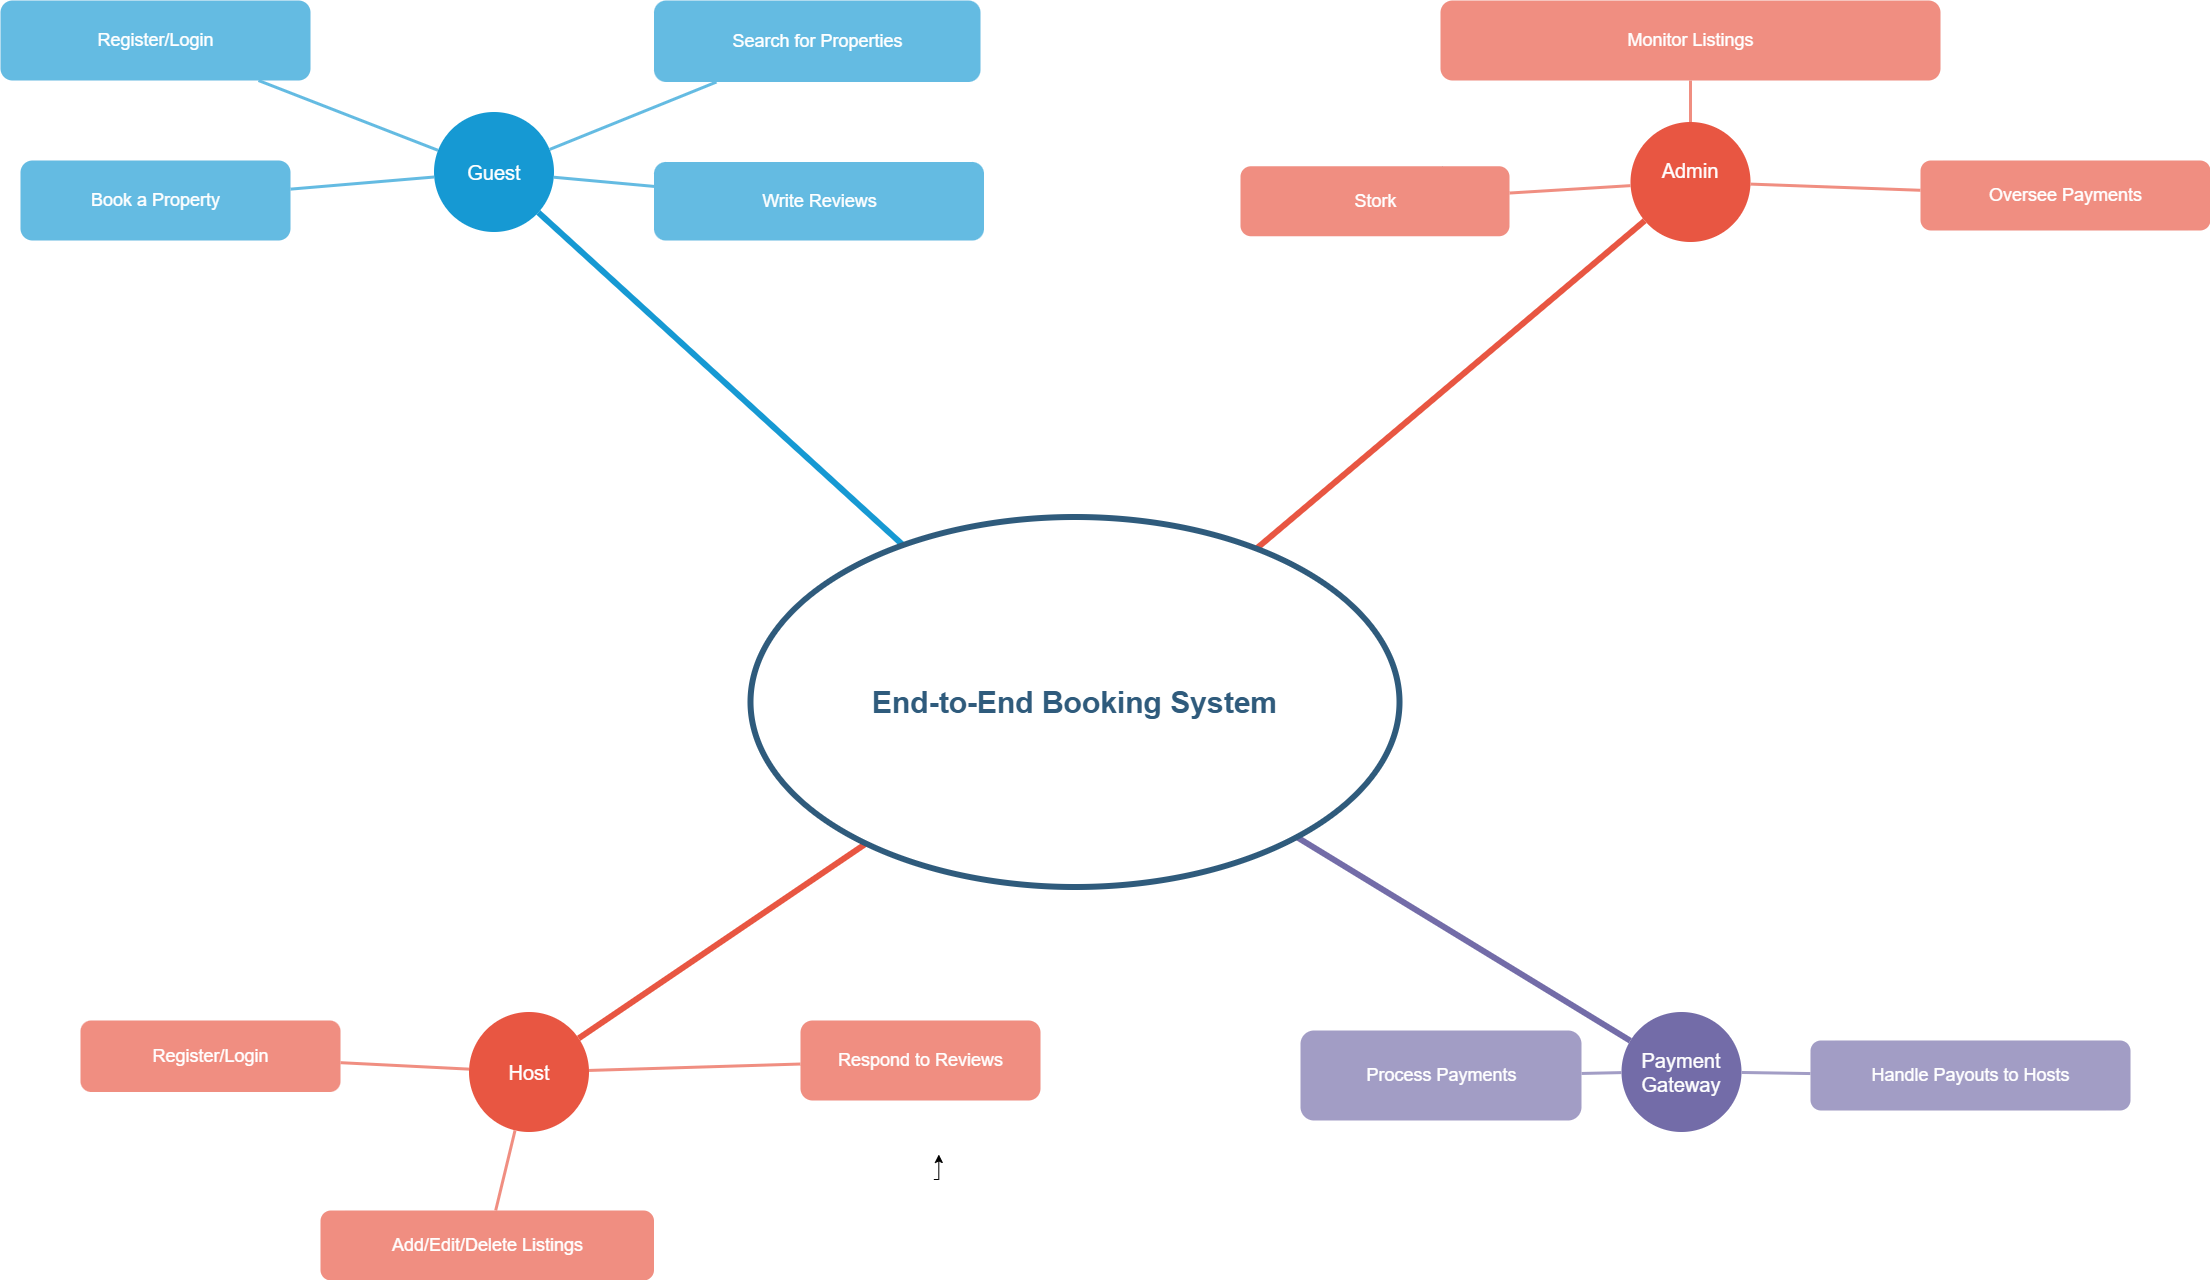 Register/Login
Search for Properties
Guest
Book a Property
Write Reviews
Monitor Listings
Admin
Stork
Oversee Payments
End-to-End Booking System
Register/Login
Host
Respond to Reviews
Add/Edit/Delete Listings
Process Payments
Payment
Gateway
Handle Payouts to Hosts